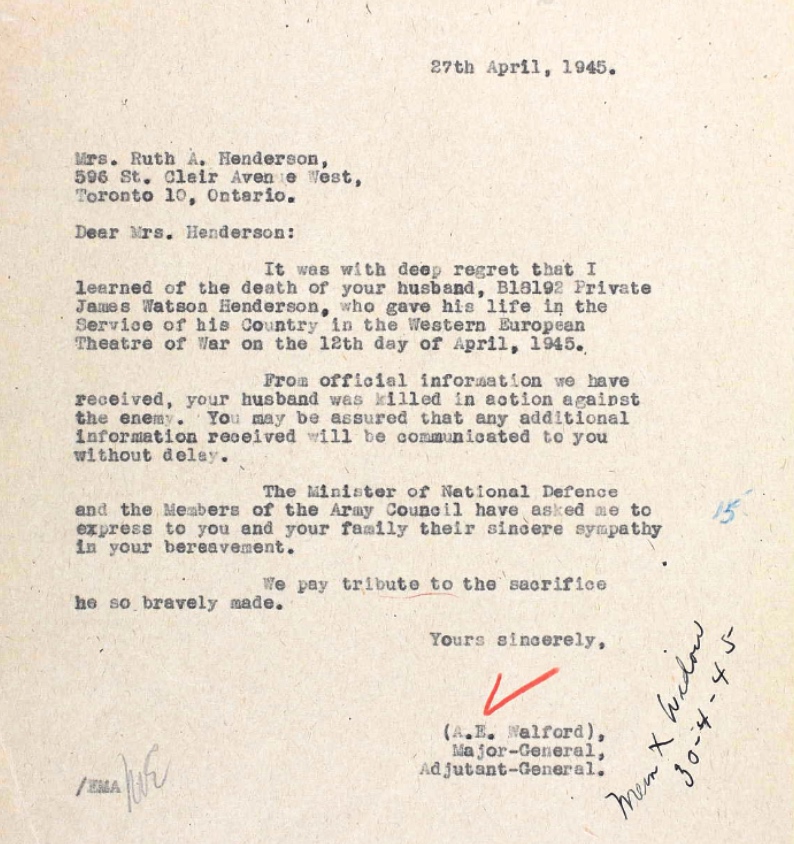 27th April, 1945.
Mrs. Ruth A. Henderson,
596 St. Clair Avenue West,
Toronto 10, Ontario.
Dear Mrs. Henderson:
It was with deep regret that I
learned of the death of your husband, B18192 Private
James Watson Henderson, who gave his life in the
Service of his Country in the Western European
Theatre of War on the 12th day of April, 1945.
From official information we have
received, your husband was killed in action against
the enemy. You may be assured that any additional
information received will be communicated to you
without delay.
The Minister of National Defence
and the Members of the Army Council have asked me to
express to you and your family their sincere sympathy
in your bereavement.
15
We pay tribute to the sacrifice
he so bravely made.
Yours sincerely,
(A.E. Walford),
Major-General,
Adjutant-General.
Mem X Widow
30-4-45
/EMA